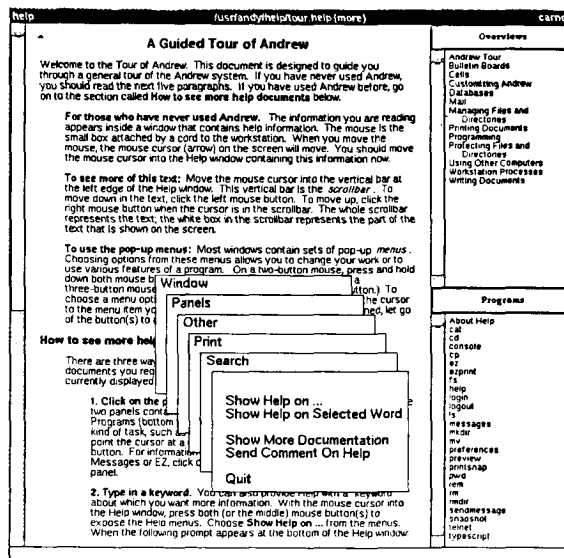 help /usr/andy/help/tour.help (more) carno
A Guided Tour of Andrew
Welcome to the Tour of Andrew. This document is designed to guide you
through a general tour of the Andrew system. If you have never used Andrew,
you should read the next five paragraphs. If you have used Andrew before, go
on to the section called How to see more help documents below.
For those who have never used Andrew. The information you are reading
appears inside a window that contains help information. The mouse is the
small box attached by a cord to the workstation. When you move the
mouse, the mouse cursor (arrow) on the screen will move. You should move
the mouse cursor into the Help window containing this information now.
To see more of this text: Move the mouse cursor into the vertical bar at
the left edge of the Help window. This vertical bar is the scrollbar. To
move down in the text, click the left mouse button. To move up, click the
right mouse button when the cursor is in the scrollbar. The whole scrollbar
represents the text; the white box in the scrollbar represents the part of the
text that is shown on the screen.
To use the pop-up menus: Most windows contain sets of pop-up menus.
Choosing options from these menus allows you to change your work or to
use various features of a program. On a two-button mouse, press and hold
down both mouse b a
three-button mouse tton.) To
choose a menu opti the cursor
to the menu item yo ned, let go
of the button(s) to
How to see more hel
There are three way
documents you req
currently displayed
1. Click on the p
two panels conta
Programs (bottom
kind of task, such
point the cursor at a
button. For information
Messages or EZ, click
panel.
2. Type in a keyword. You can also provide Help with a keyword
about which you want more information. With the mouse cursor into
the Help window, press both (or the middle) mouse button(s) to
expose the Help menus. Choose Show Help on ... from the menus.
When the following prompt appears at the bottom of the Help window
Window
Panels
Other
Print
Search
Show Help on ...
Show Help on Selected Word
Show More Documentation
Send Comment On Help
Quit
Overviews
Andrew Tour
Bulletin Boards
Cells
Customizing Andrew
Databases
Mail
Managing Files and
Directories
Printing Documents
Programming
Protecting Files and
Directories
Using Other Computers
Workstation Processes
Writing Documents
Programs
About Help
cat
cd
console
cp
ez
ezprint
fs
help
login
logout
ls
messages
mkdir
mv
preferences
preview
printsnap
pwd
rem
rm
rmdir
sendmessage
snapshot
telnet
typescript